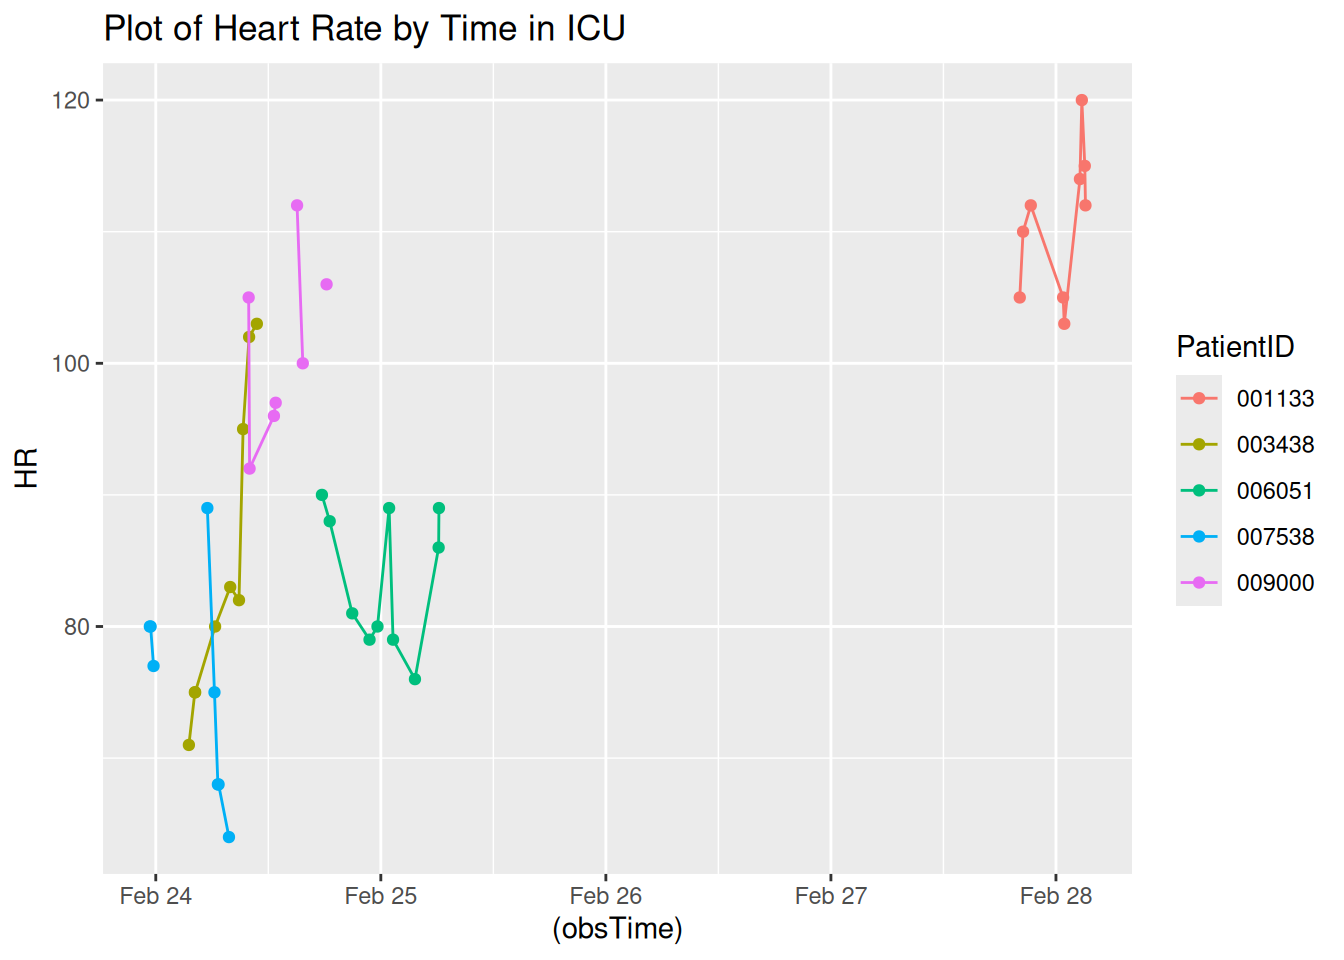 Plot of Heart Rate by Time in ICU
120
100
80
HR
Feb 24
Feb 25
Feb 26
Feb 27
Feb 28
(obsTime)
PatientID
001133
003438
006051
007538
009000